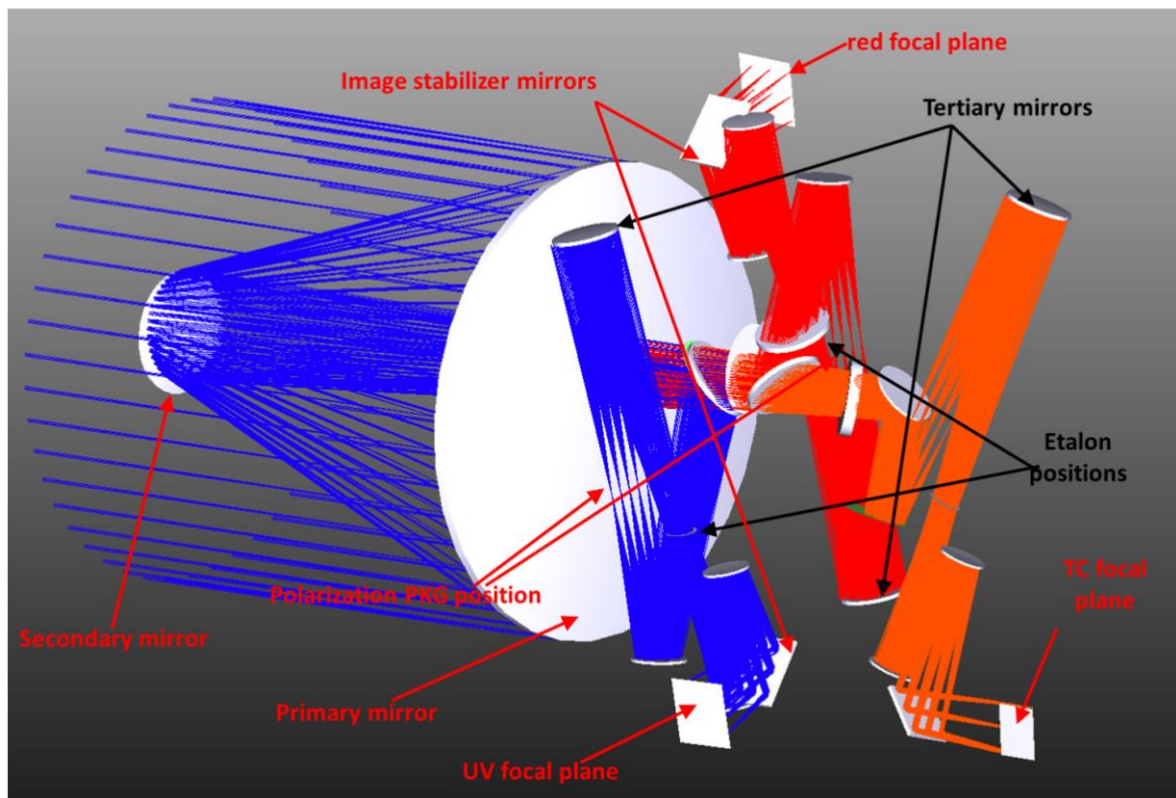 red focal plane
Image stabilizer mirrors
Tertiary mirrors
Etalon
positions
Polarization PKG position
TC focal
plane
Secondary mirror
Primary mirror
UV focal plane